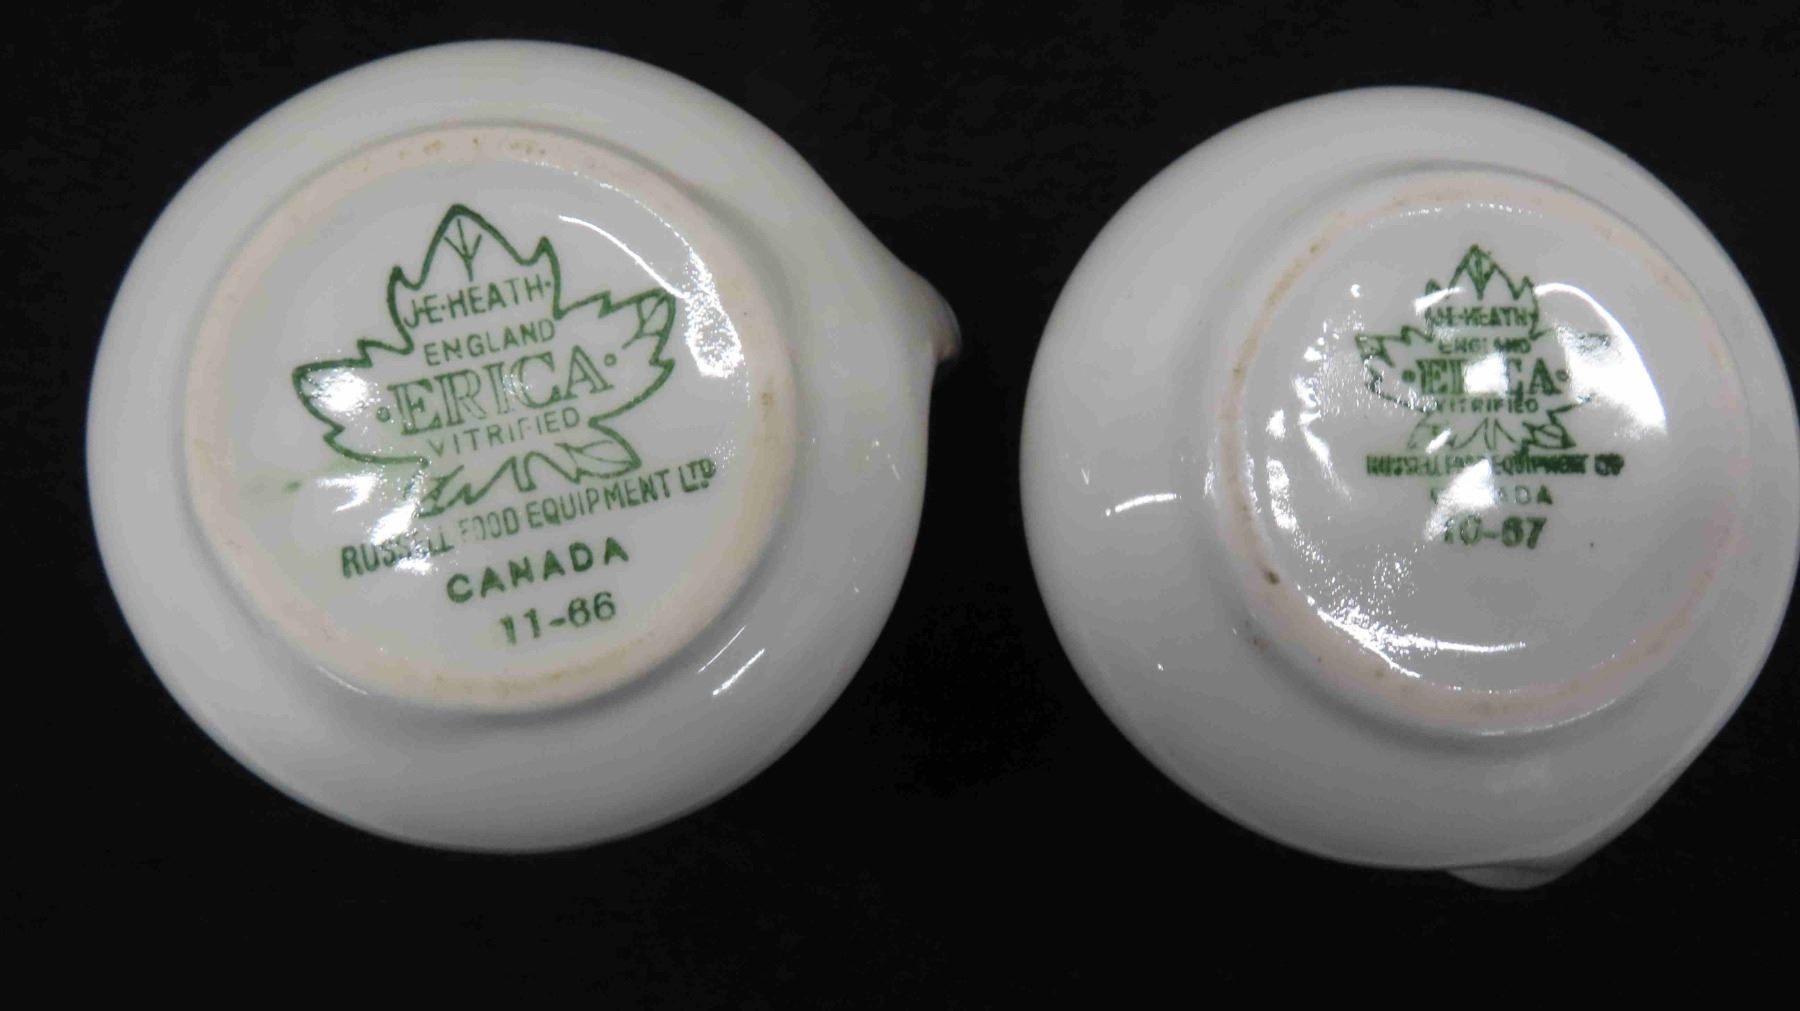 J·E·HEATH·
ENGLAND
·ERICA·
VITRIFIED
RUSSELL FOOD EQUIPMENT LTD
CANADA
11-66
J·E·HEATH·
ENGLAND
·ERICA·
VITRIFIED
RUSSELL FOOD EQUIPMENT LTD
CANADA
10-67